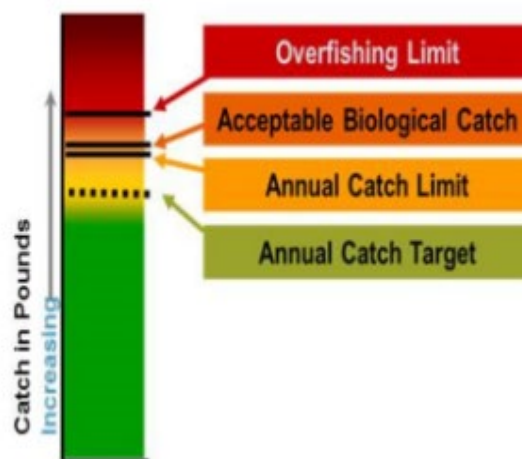 Overfishing Limit
Acceptable Biological Catch
Annual Catch Limit
Annual Catch Target
Catch in Pounds
Increasing